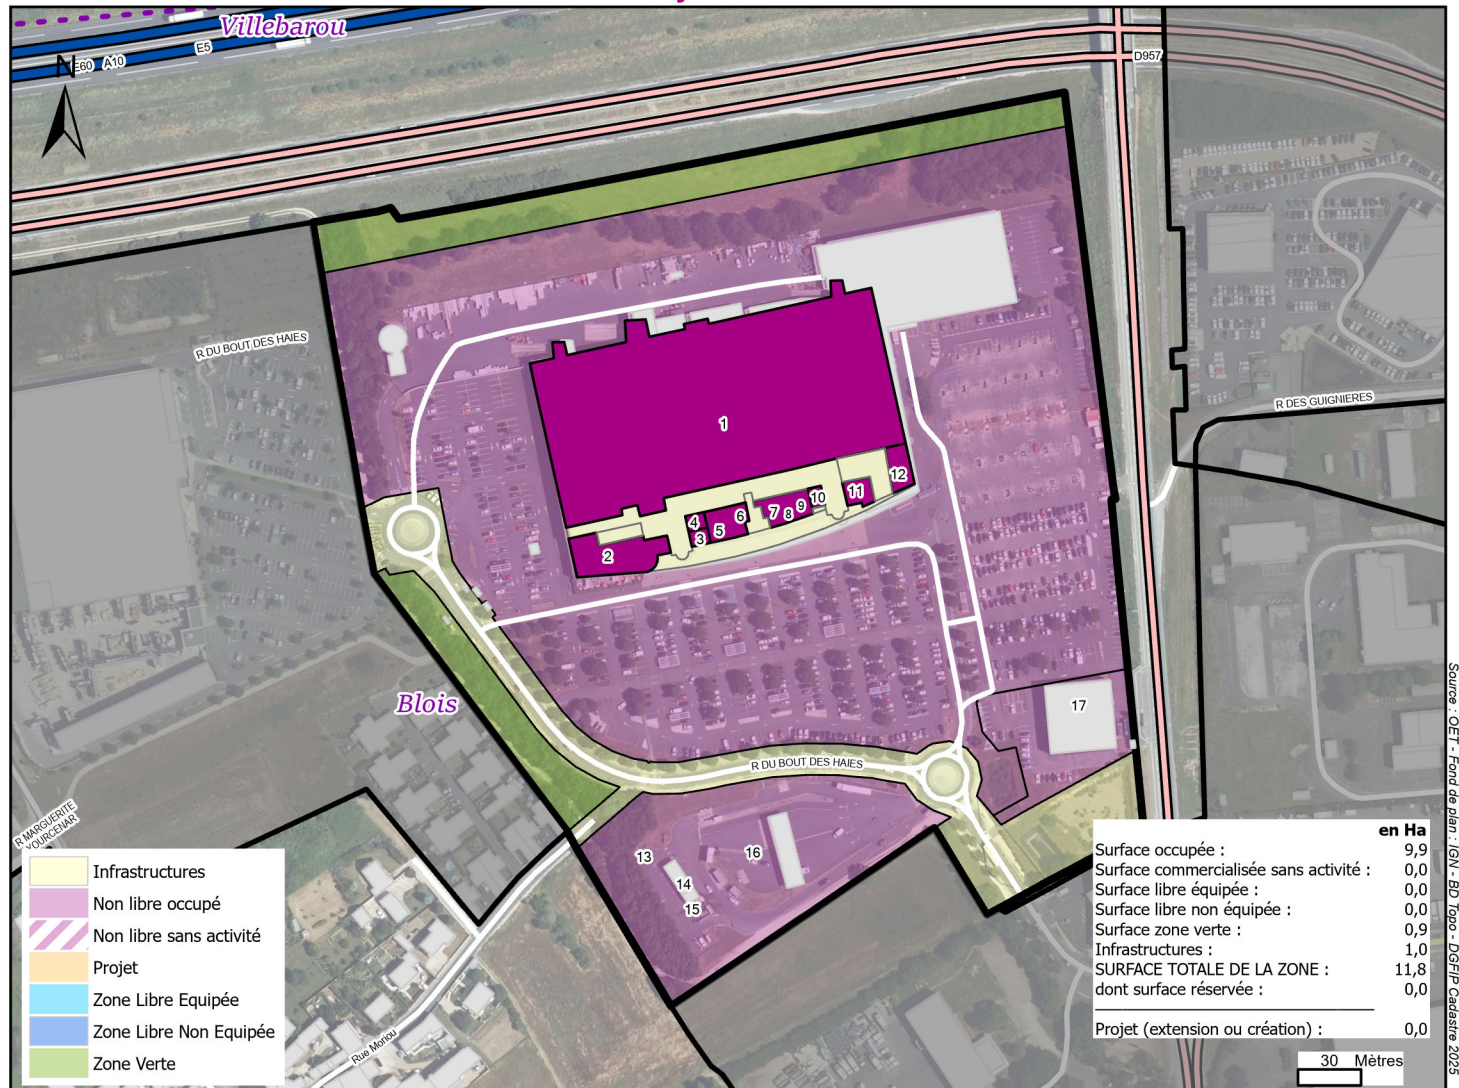 Villebarou
E60 A10
E5
N
D957
R DU BOUT DES HAIES
R DES GUIGNIERES
1
12
11
10
9
8
7
6
5
4
3
2
Blois
17
R DU BOUT DES HAIES
R MARGUERITE
YOURCENAR
13
16
14
15
Rue Moriou
Infrastructures
Non libre occupé
Non libre sans activité
Projet
Zone Libre Equipée
Zone Libre Non Equipée
Zone Verte
en Ha
Surface occupée : 9,9
Surface commercialisée sans activité : 0,0
Surface libre équipée : 0,0
Surface libre non équipée : 0,0
Surface zone verte : 0,9
Infrastructures : 1,0
SURFACE TOTALE DE LA ZONE : 11,8
dont surface réservée : 0,0
Projet (extension ou création) : 0,0
30 Mètres
Source : OET - Fond de plan : IGN - BD Topo - DGFIP Cadastre 2025